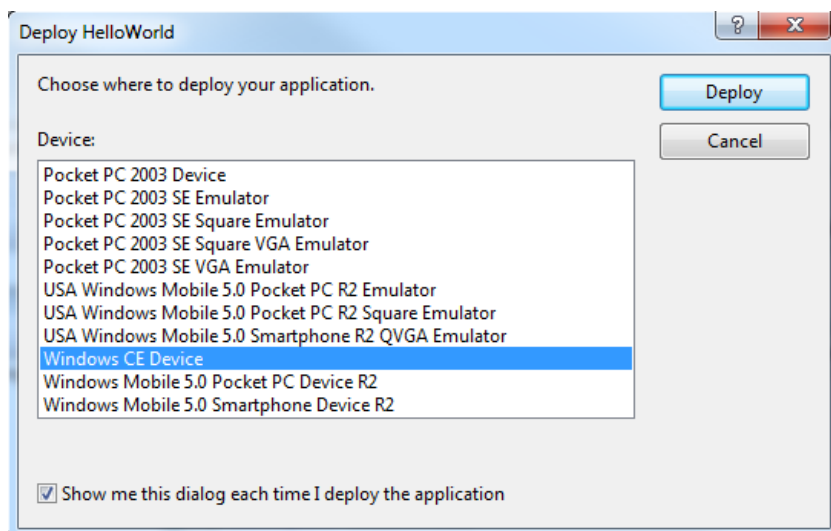 Deploy HelloWorld
Choose where to deploy your application.
Deploy
Device:
Cancel
Pocket PC 2003 Device
Pocket PC 2003 SE Emulator
Pocket PC 2003 SE Square Emulator
Pocket PC 2003 SE Square VGA Emulator
Pocket PC 2003 SE VGA Emulator
USA Windows Mobile 5.0 Pocket PC R2 Emulator
USA Windows Mobile 5.0 Pocket PC R2 Square Emulator
USA Windows Mobile 5.0 Smartphone R2 QVGA Emulator
Windows CE Device
Windows Mobile 5.0 Pocket PC Device R2
Windows Mobile 5.0 Smartphone Device R2
Show me this dialog each time I deploy the application